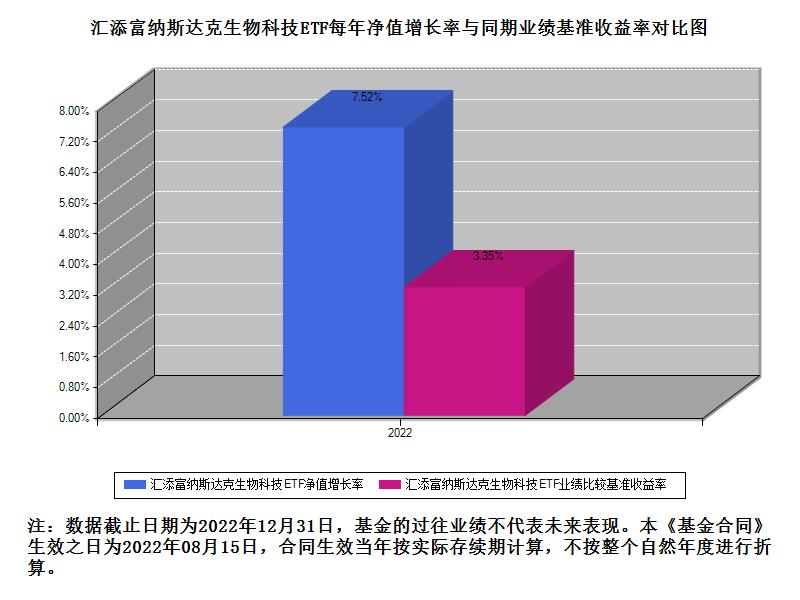 汇添富纳斯达克生物科技ETF每年净值增长率与同期业绩基准收益率对比图
8.00%
7.20%
6.40%
5.60%
4.80%
4.00%
3.20%
2.40%
1.60%
0.80%
0.00%
7.52%
3.35%
2022
汇添富纳斯达克生物科技ETF净值增长率 汇添富纳斯达克生物科技ETF业绩比较基准收益率
注：数据截止日期为2022年12月31日，基金的过往业绩不代表未来表现。本《基金合同》
生效之日为2022年08月15日，合同生效当年按实际存续期计算，不按整个自然年度进行折
算。